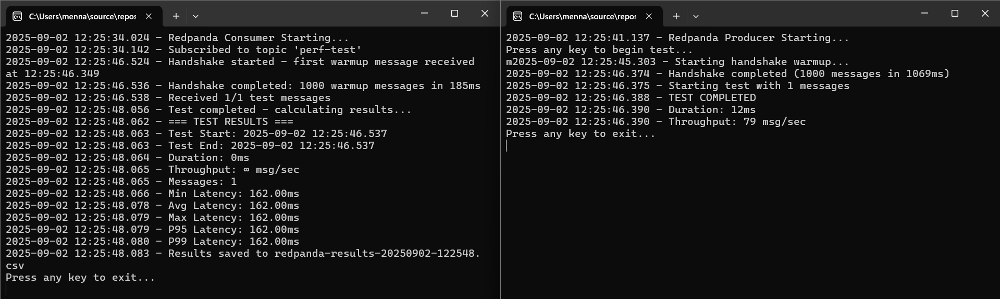 C:\Users\menna\source\repos
2025-09-02 12:25:34.024 - Redpanda Consumer Starting...
2025-09-02 12:25:34.142 - Subscribed to topic 'perf-test'
2025-09-02 12:25:46.524 - Handshake started - first warmup message received
at 12:25:46.349
2025-09-02 12:25:46.536 - Handshake completed: 1000 warmup messages in 185ms
2025-09-02 12:25:46.538 - Received 1/1 test messages
2025-09-02 12:25:48.056 - Test completed - calculating results...
2025-09-02 12:25:48.062 - === TEST RESULTS ===
2025-09-02 12:25:48.063 - Test Start: 2025-09-02 12:25:46.537
2025-09-02 12:25:48.063 - Test End: 2025-09-02 12:25:46.537
2025-09-02 12:25:48.064 - Duration: 0ms
2025-09-02 12:25:48.065 - Throughput: ∞ msg/sec
2025-09-02 12:25:48.065 - Messages: 1
2025-09-02 12:25:48.066 - Min Latency: 162.00ms
2025-09-02 12:25:48.078 - Avg Latency: 162.00ms
2025-09-02 12:25:48.079 - Max Latency: 162.00ms
2025-09-02 12:25:48.079 - P95 Latency: 162.00ms
2025-09-02 12:25:48.080 - P99 Latency: 162.00ms
2025-09-02 12:25:48.083 - Results saved to redpanda-results-20250902-122548.
csv
Press any key to exit...
C:\Users\menna\source\repos
2025-09-02 12:25:41.137 - Redpanda Producer Starting...
Press any key to begin test...
m2025-09-02 12:25:45.303 - Starting handshake warmup...
2025-09-02 12:25:46.374 - Handshake completed (1000 messages in 1069ms)
2025-09-02 12:25:46.375 - Starting test with 1 messages
2025-09-02 12:25:46.388 - TEST COMPLETED
2025-09-02 12:25:46.390 - Duration: 12ms
2025-09-02 12:25:46.390 - Throughput: 79 msg/sec
Press any key to exit...